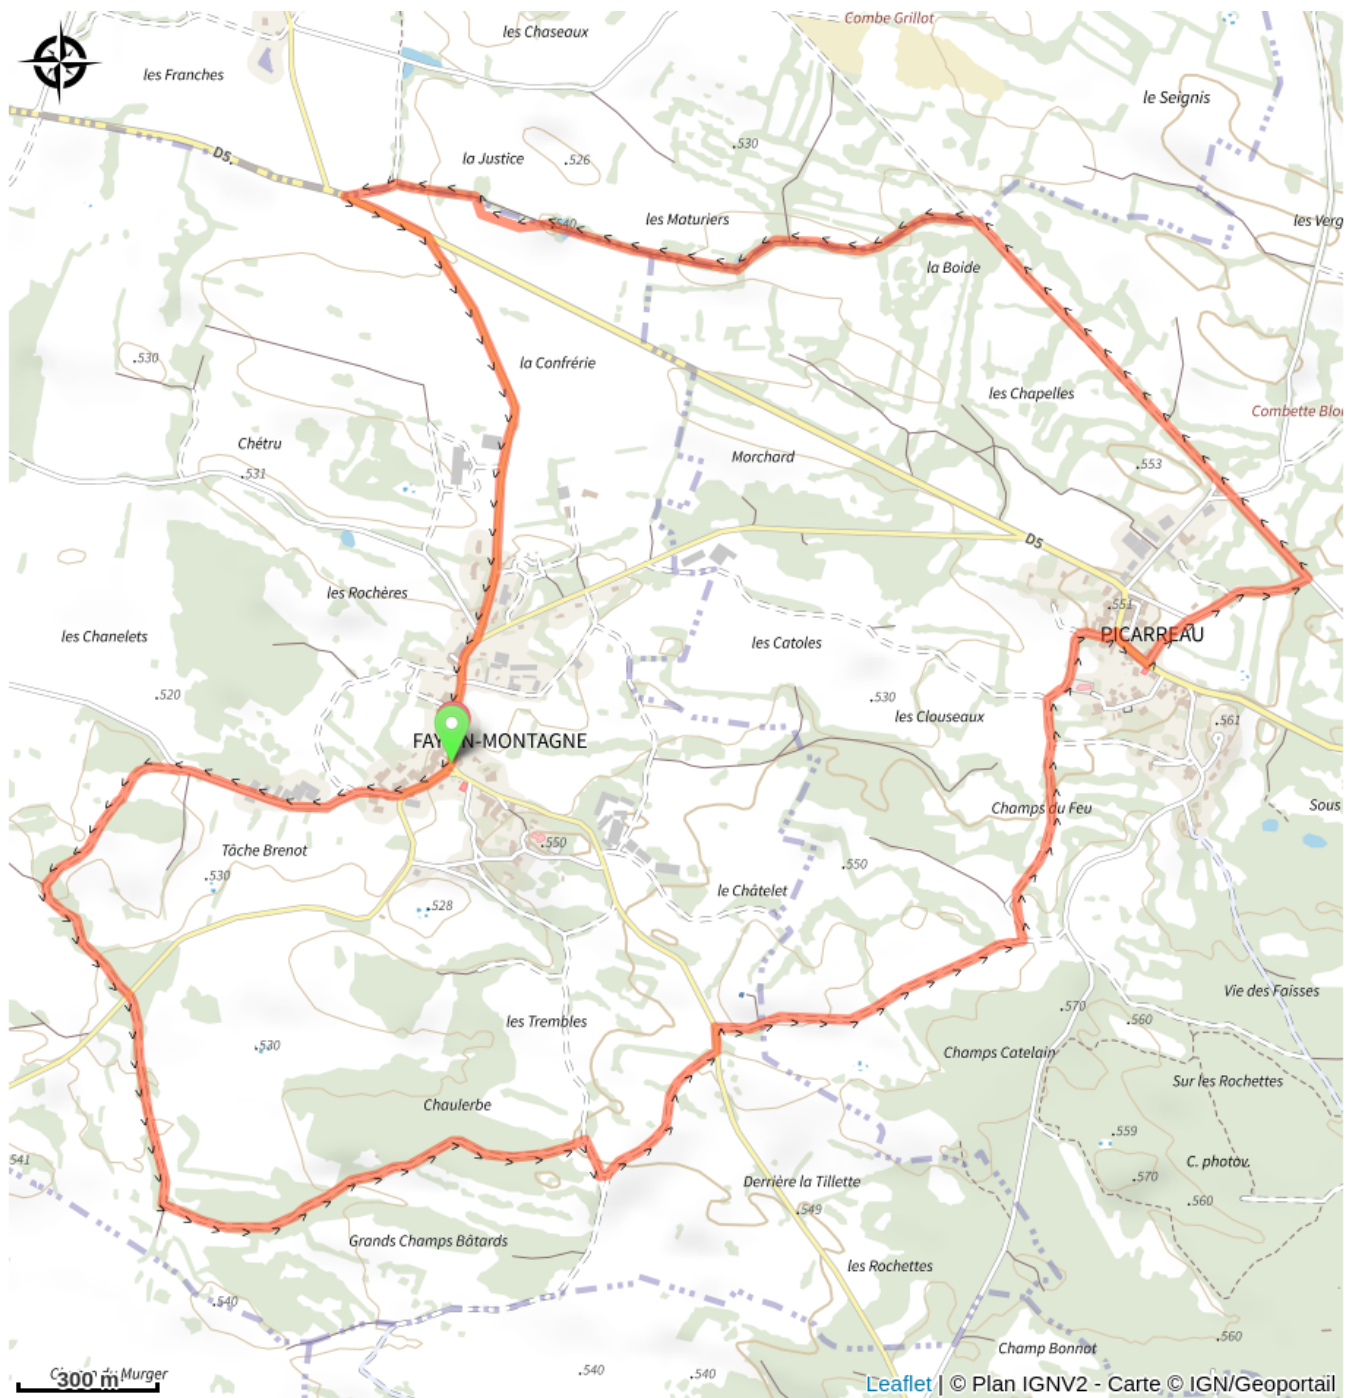 Combe Grillot
les Chaseaux
les Franches
le Seignis
.530
D5.
la Justice
.526
les Maturiers
les Verg
540
la Boide
.530
la Confrérie
les Chapelles
Combette Blo
Chétru
.531
Morchard
.553
D5
les Rochères
.551
les Chanelets
PICARREAU
les Catoles
.520
.530
les Clouseaux
.561
FAY-EN-MONTAGNE
Champs du Feu
Sous
Tâche Brenot
.550
.530
.550
le Châtelet
.528
Vie des Faisses
.570
les Trembles
.560
.530
Champs Catelain
Sur les Rochettes
Chaulerbe
.559
541
C. photov.
.570
Derrière la Tillette
.560
.549
Grands Champs Bâtards
les Rochettes
.540
.560
Champ Bonnot
.540
.540
du Murger
300 m
Leaflet | © Plan IGNV2 - Carte © IGN/Geoportail